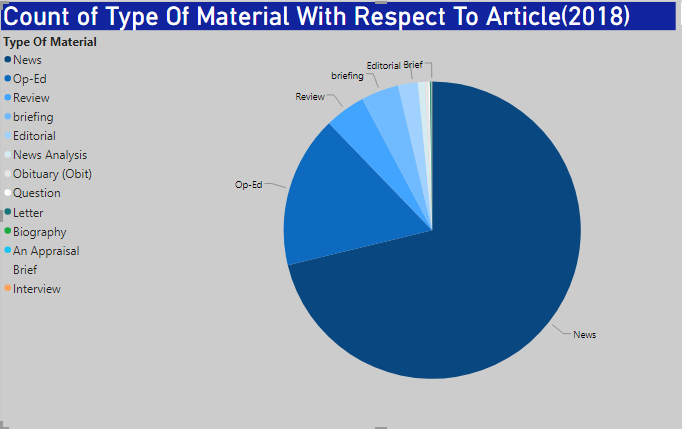 Count of Type Of Material With Respect To Article(2018)
Type Of Material
News
Op-Ed
Review
briefing
Editorial
News Analysis
Obituary (Obit)
Question
Letter
Biography
An Appraisal
Brief
Interview
Editorial Brief
briefing
Review
Op-Ed
News